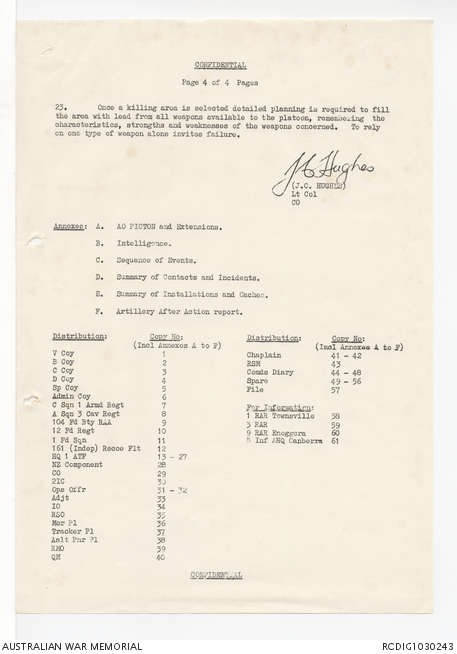 CONFIDENTIAL
Page 4 of 4 Pages
23. Once a killing area is selected detailed planning is required to fill
the area with lead from all weapons available to the platoon, remembering the
characteristics, strengths and weaknesses of the weapons concerned. To rely
on one type of weapon alone invites failure.
J C Hughes
(J.C. HUGHES)
Lt Col
CO
Annexes: A. AO PICTON and Extensions.
B. Intelligence.
C. Sequence of Events.
D. Summary of Contacts and Incidents.
E. Summary of Installations and Caches.
F. Artillery After Action report.
Distribution: Copy No:
(Incl Annexes A to F)
V Coy 1
B Coy 2
C Coy 3
D Coy 4
Sp Coy 5
Admin Coy 6
C Sqn 1 Armd Regt 7
A Sqn 3 Cav Regt 8
104 Fd Bty RAA 9
12 Fd Regt 10
1 Fd Sqn 11
161 (Indep) Recce Flt 12
HQ 1 ATF 13 - 27
NZ Component 28
CO 29
2IC 30
Ops Offr 31 - 32
Adjt 33
IO 34
RSO 35
Mor Pl 36
Tracker Pl 37
Aslt Pnr Pl 38
RMO 39
QM 40
Distribution: Copy No:
(Incl Annexes A to F)
Chaplain 41 - 42
RSM 43
Comds Diary 44 - 48
Spare 49 - 56
File 57
For Information:
1 RAR Townsville 58
3 RAR 59
9 RAR Enoggera 60
D Inf AHQ Canberra 61
CONFIDENTIAL
AUSTRALIAN WAR MEMORIAL
RCDIG1030243